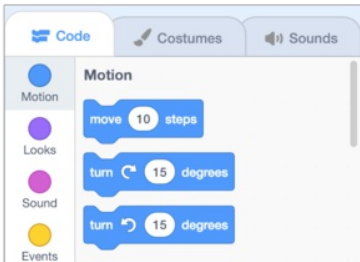 Code Costumes Sounds
Motion
Motion
move 10 steps
Looks
turn 15 degrees
Sound
turn 15 degrees
Events